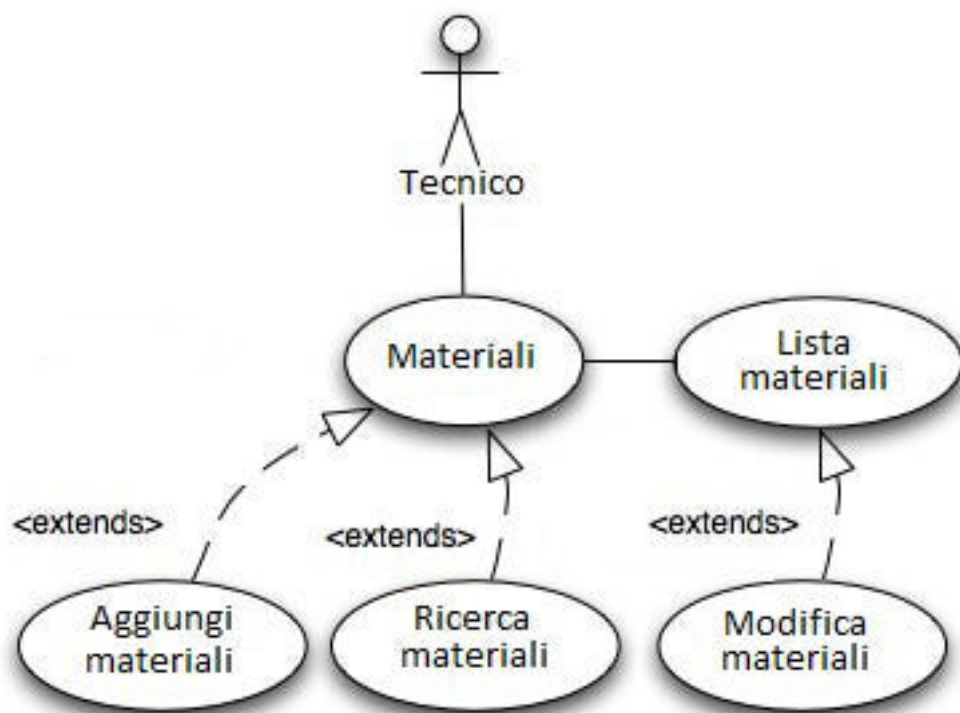 Tecnico
Materiali
Lista
materiali
<extends>
<extends>
<extends>
Aggiungi
materiali
Ricerca
materiali
Modifica
materiali